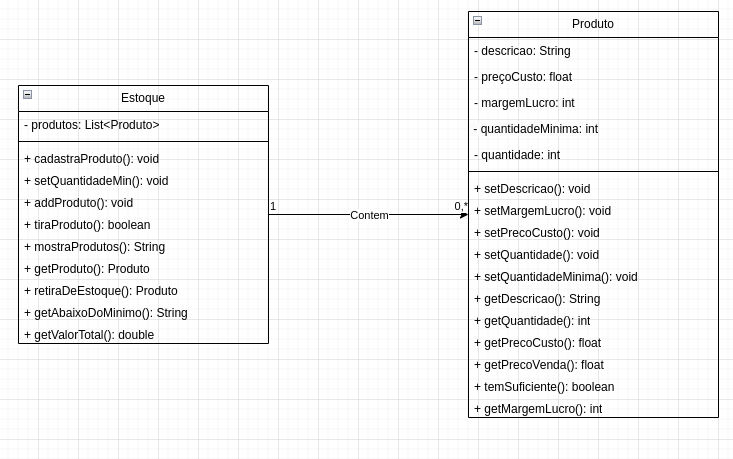 Estoque
- produtos: List<Produto>
+ cadastraProduto(): void
+ setQuantidadeMin(): void
+ addProduto(): void
+ tiraProduto(): boolean
+ mostraProdutos(): String
+ getProduto(): Produto
+ retiraDeEstoque(): Produto
+ getAbaixoDoMinimo(): String
+ getValorTotal(): double
1
Contem
0,*
Produto
- descricao: String
- preçoCusto: float
- margemLucro: int
- quantidadeMinima: int
- quantidade: int
+ setDescricao(): void
+ setMargemLucro(): void
+ setPrecoCusto(): void
+ setQuantidade(): void
+ setQuantidadeMinima(): void
+ getDescricao(): String
+ getQuantidade(): int
+ getPrecoCusto(): float
+ getPrecoVenda(): float
+ temSuficiente(): boolean
+ getMargemLucro(): int